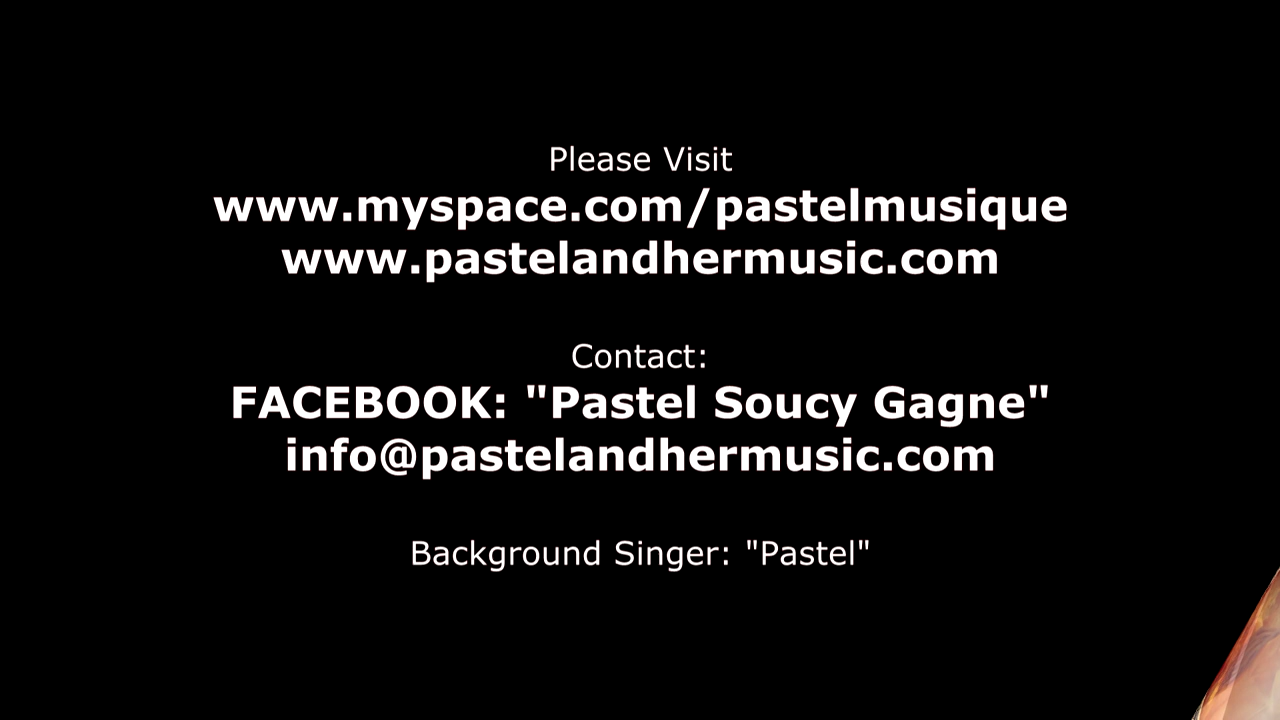 Please Visit
www.myspace.com/pastelmusique
www.pastelandhermusic.com
Contact:
FACEBOOK: "Pastel Soucy Gagne"
info@pastelandhermusic.com
Background Singer: "Pastel"